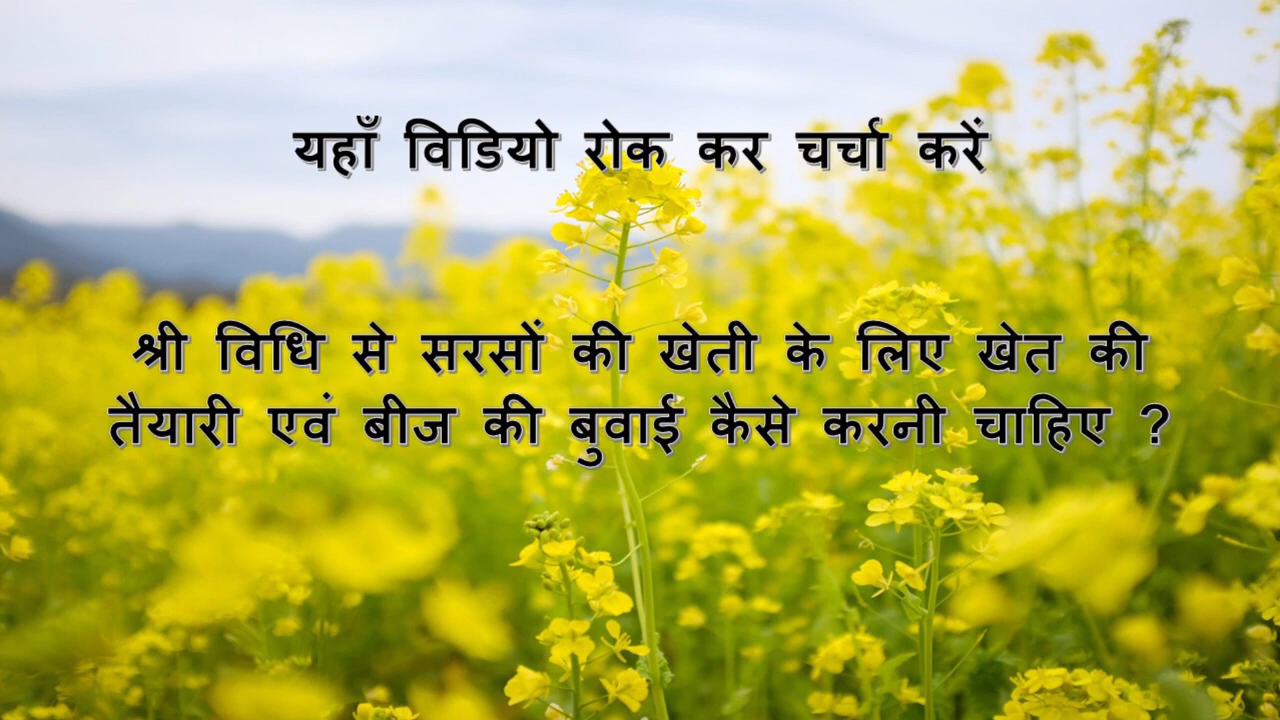 यहाँ विडियो रोक कर चर्चा करें
श्री विधि से सरसों की खेती के लिए खेत की
तैयारी एवं बीज की बुवाई कैसे करनी चाहिए ?